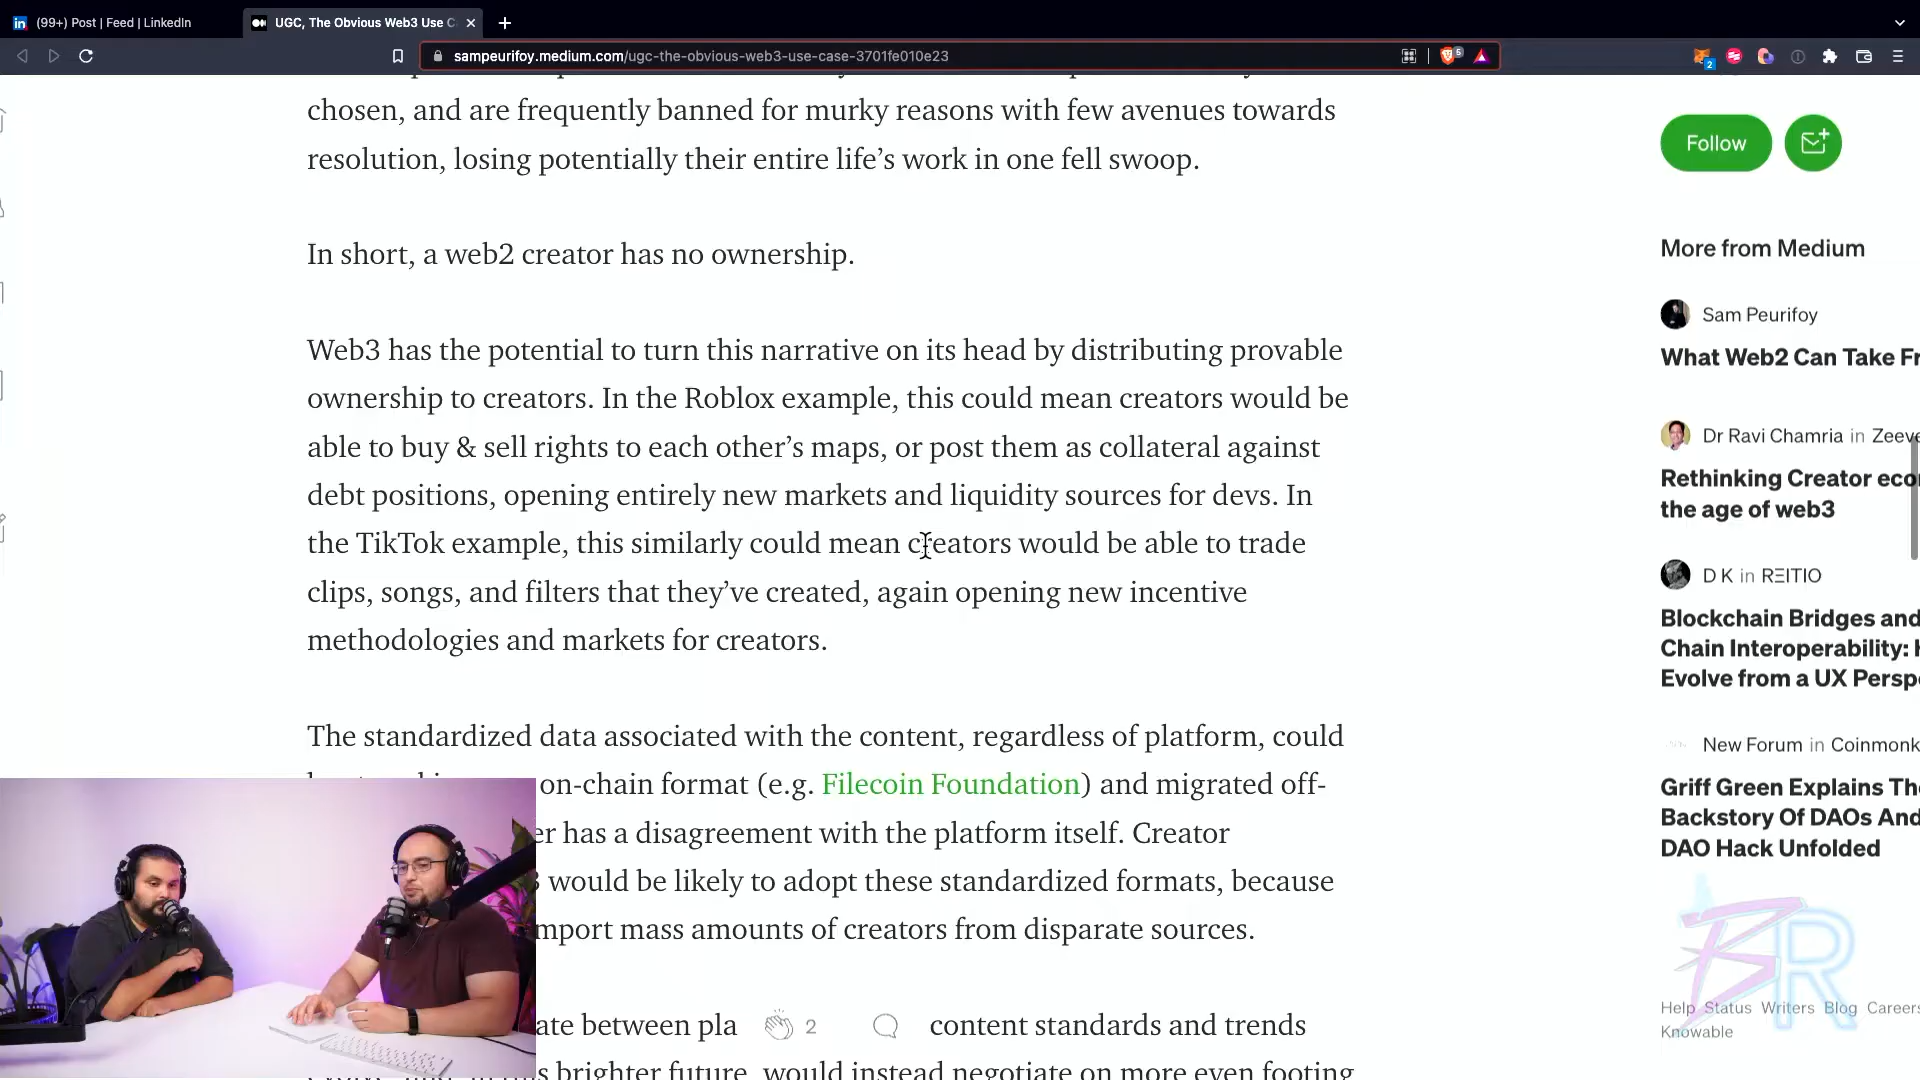 (99+) Post | Feed | LinkedIn
UGC, The Obvious Web3 Use C
sampeurifoy.medium.com/ugc-the-obvious-web3-use-case-3701fe010e23
5
2
chosen, and are frequently banned for murky reasons with few avenues towards
resolution, losing potentially their entire life’s work in one fell swoop.
In short, a web2 creator has no ownership.
Web3 has the potential to turn this narrative on its head by distributing provable
ownership to creators. In the Roblox example, this could mean creators would be
able to buy & sell rights to each other’s maps, or post them as collateral against
debt positions, opening entirely new markets and liquidity sources for devs. In
the TikTok example, this similarly could mean creators would be able to trade
clips, songs, and filters that they’ve created, again opening new incentive
methodologies and markets for creators.
The standardized data associated with the content, regardless of platform, could
on-chain format (e.g. Filecoin Foundation) and migrated off-
er has a disagreement with the platform itself. Creator
3 would be likely to adopt these standardized formats, because
mport mass amounts of creators from disparate sources.
ate between pla
2
content standards and trends
brighter future, would instead negotiate on more even footing
Follow
More from Medium
Sam Peurifoy
What Web2 Can Take Fr
Dr Ravi Chamria in Zeeve
Rethinking Creator eco
the age of web3
D K in RΞITIO
Blockchain Bridges and
Chain Interoperability: H
Evolve from a UX Persp
New Forum in Coinmonk
Griff Green Explains The
Backstory Of DAOs And
DAO Hack Unfolded
BR
Help Status Writers Blog Careers
Knowable